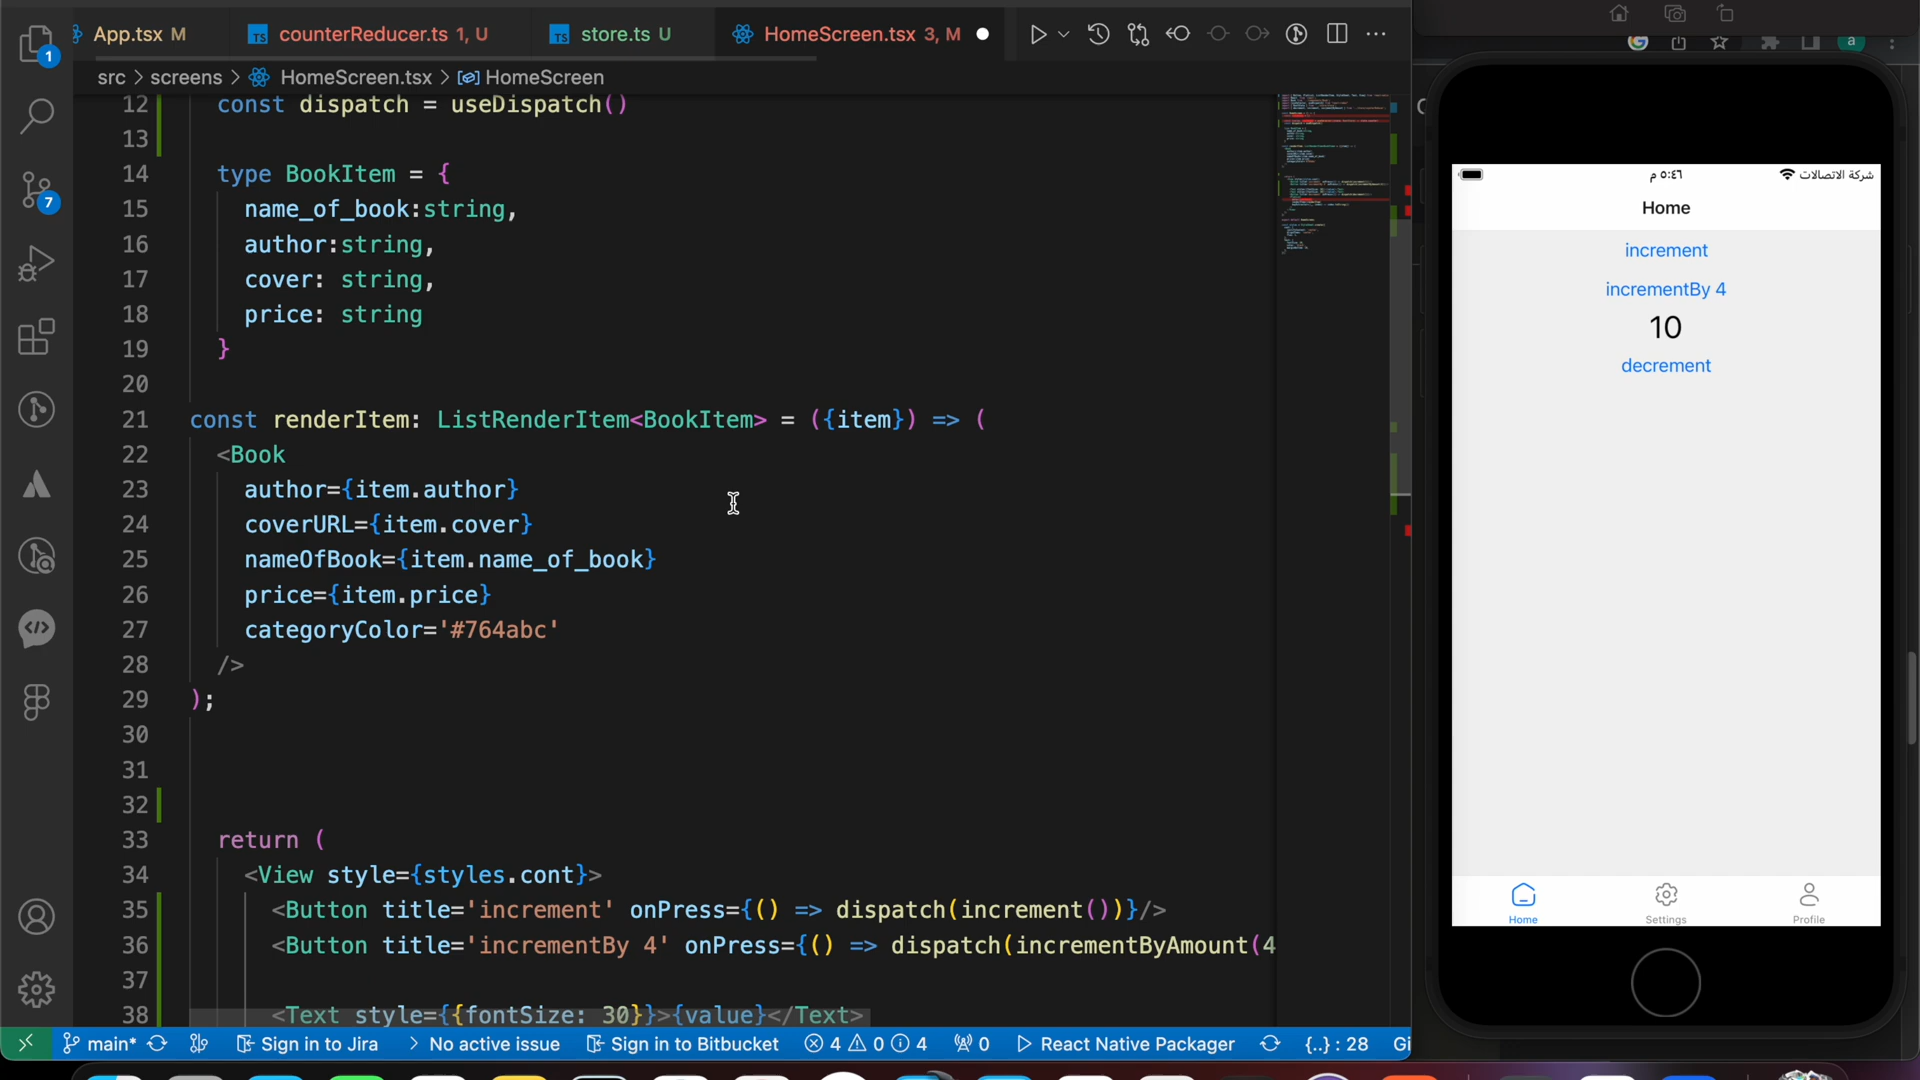 App.tsx M
counterReducer.ts 1, U
store.ts U
HomeScreen.tsx 3, M
src > screens > HomeScreen.tsx > HomeScreen
12 const dispatch = useDispatch()
13
14 type BookItem = {
15 name_of_book:string,
16 author:string,
17 cover: string,
18 price: string
19 }
20
21 const renderItem: ListRenderItem<BookItem> = ({item}) => (
22 <Book
23 author={item.author}
24 coverURL={item.cover}
25 nameOfBook={item.name_of_book}
26 price={item.price}
27 categoryColor='#764abc'
28 />
29 );
30
31
32
33 return (
34 <View style={styles.cont}>
35 <Button title='increment' onPress={() => dispatch(increment())}/>
36 <Button title='incrementBy 4' onPress={() => dispatch(incrementByAmount(4
37
38 <Text style={{fontSize: 30}}>{value}</Text>
1
7
main* Sign in to Jira > No active issue Sign in to Bitbucket 4 0 4 0 React Native Packager {..} : 28 Gi
a
٥:٤٦ م
شركة الاتصالات
Home
increment
incrementBy 4
10
decrement
Home
Settings
Profile